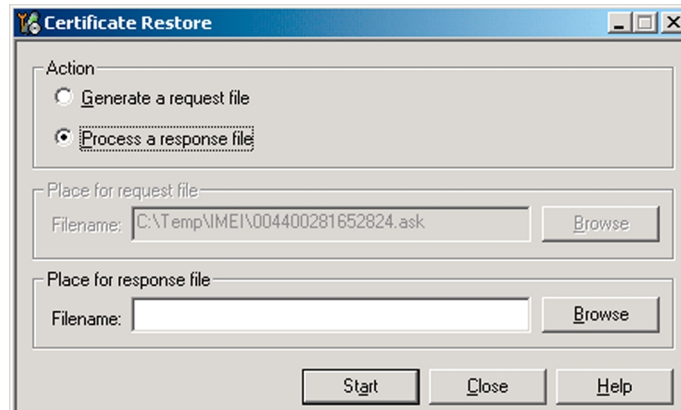 Certificate Restore
Action
Generate a request file
Process a response file
Place for request file
Filename: C:\Temp\IMEI\004400281652824.ask Browse
Place for response file
Filename: Browse
Start Close Help